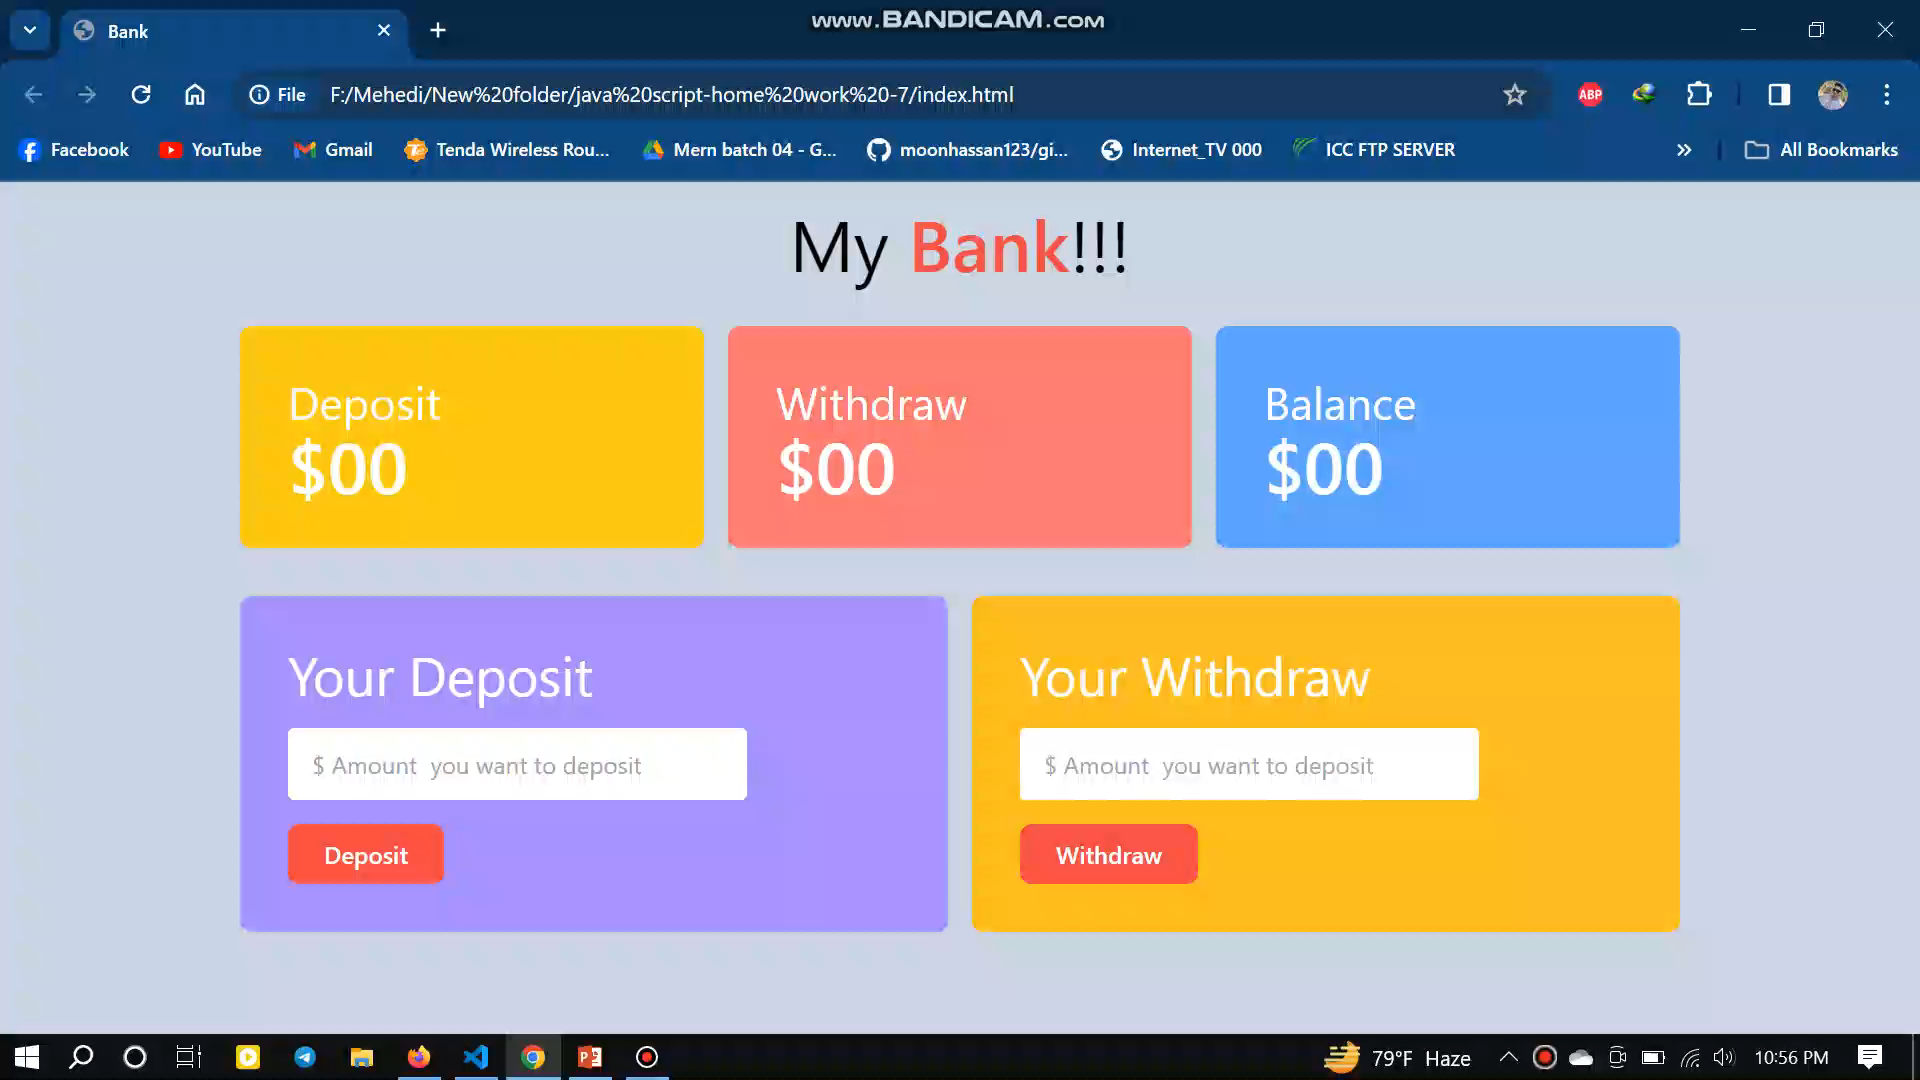 www.BANDICAM.com
Bank
File F:/Mehedi/New%20folder/java%20script-home%20work%20-7/index.html
ABP
Facebook YouTube Gmail Tenda Wireless Rou... Mern batch 04 - G... moonhassan123/gi... Internet_TV 000 ICC FTP SERVER » All Bookmarks
My Bank!!!
Deposit Withdraw Balance
$00 $00 $00
Your Deposit Your Withdraw
$ Amount you want to deposit $ Amount you want to deposit
Deposit Withdraw
79°F Haze 10:56 PM